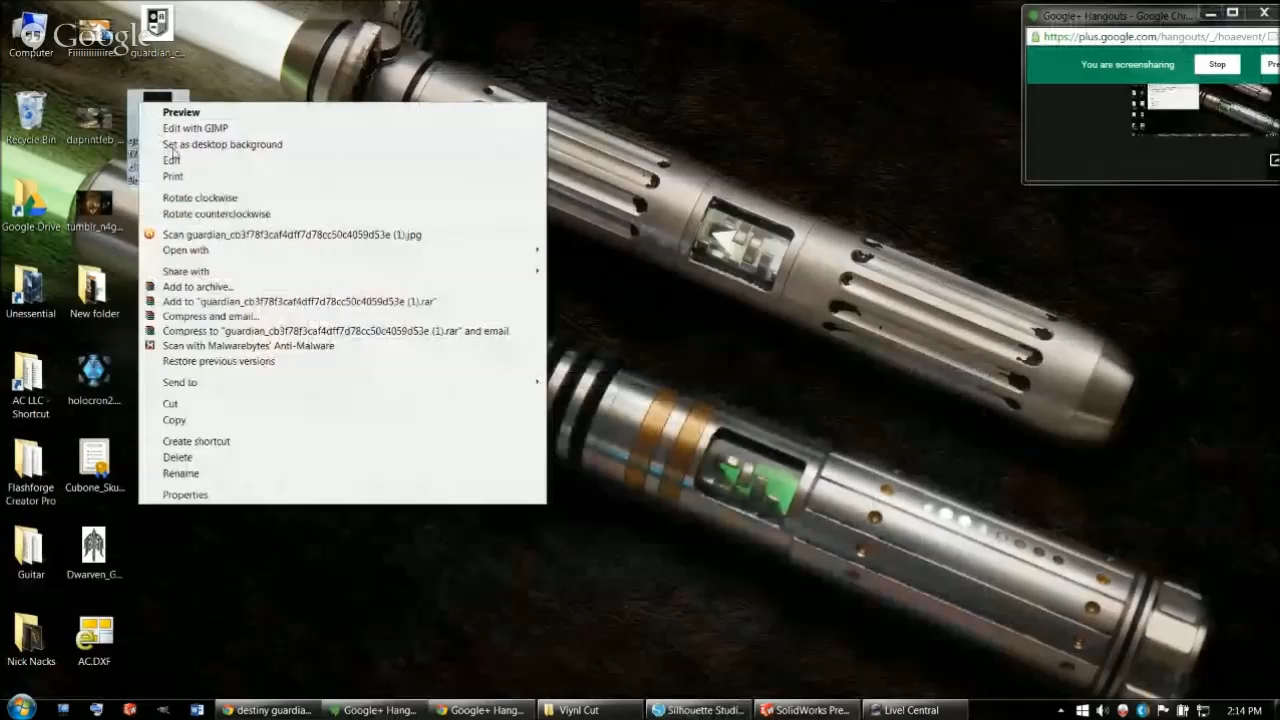 Google
Computer
Fiiiiiiiiiires...
guardian_c...
Recycle Bin
daprintfeb...
Google Drive
tumblr_n4g...
Unessential
New folder
AC LLC -
Shortcut
holocron2...
Flashforge
Creator Pro
Cubone_Sku...
Guitar
Dwarven_G...
Nick Nacks
AC.DXF
Preview
Edit with GIMP
Set as desktop background
Edit
Print
Rotate clockwise
Rotate counterclockwise
Scan guardian_cb3f78f3caf4dff7d78cc50c4059d53e (1).jpg
Open with
Share with
Add to archive...
Add to "guardian_cb3f78f3caf4dff7d78cc50c4059d53e (1).rar"
Compress and email...
Compress to "guardian_cb3f78f3caf4dff7d78cc50c4059d53e (1).rar" and email
Scan with Malwarebytes' Anti-Malware
Restore previous versions
Send to
Cut
Copy
Create shortcut
Delete
Rename
Properties
Google+ Hangouts - Google Chr...
https://plus.google.com/hangouts/_/hoaevent/
You are screensharing
Stop
Pre
destiny guardia...
Google+ Hang...
Google+ Hang...
Viynl Cut
Silhouette Studi...
SolidWorks Pre...
Livel Central
2:14 PM